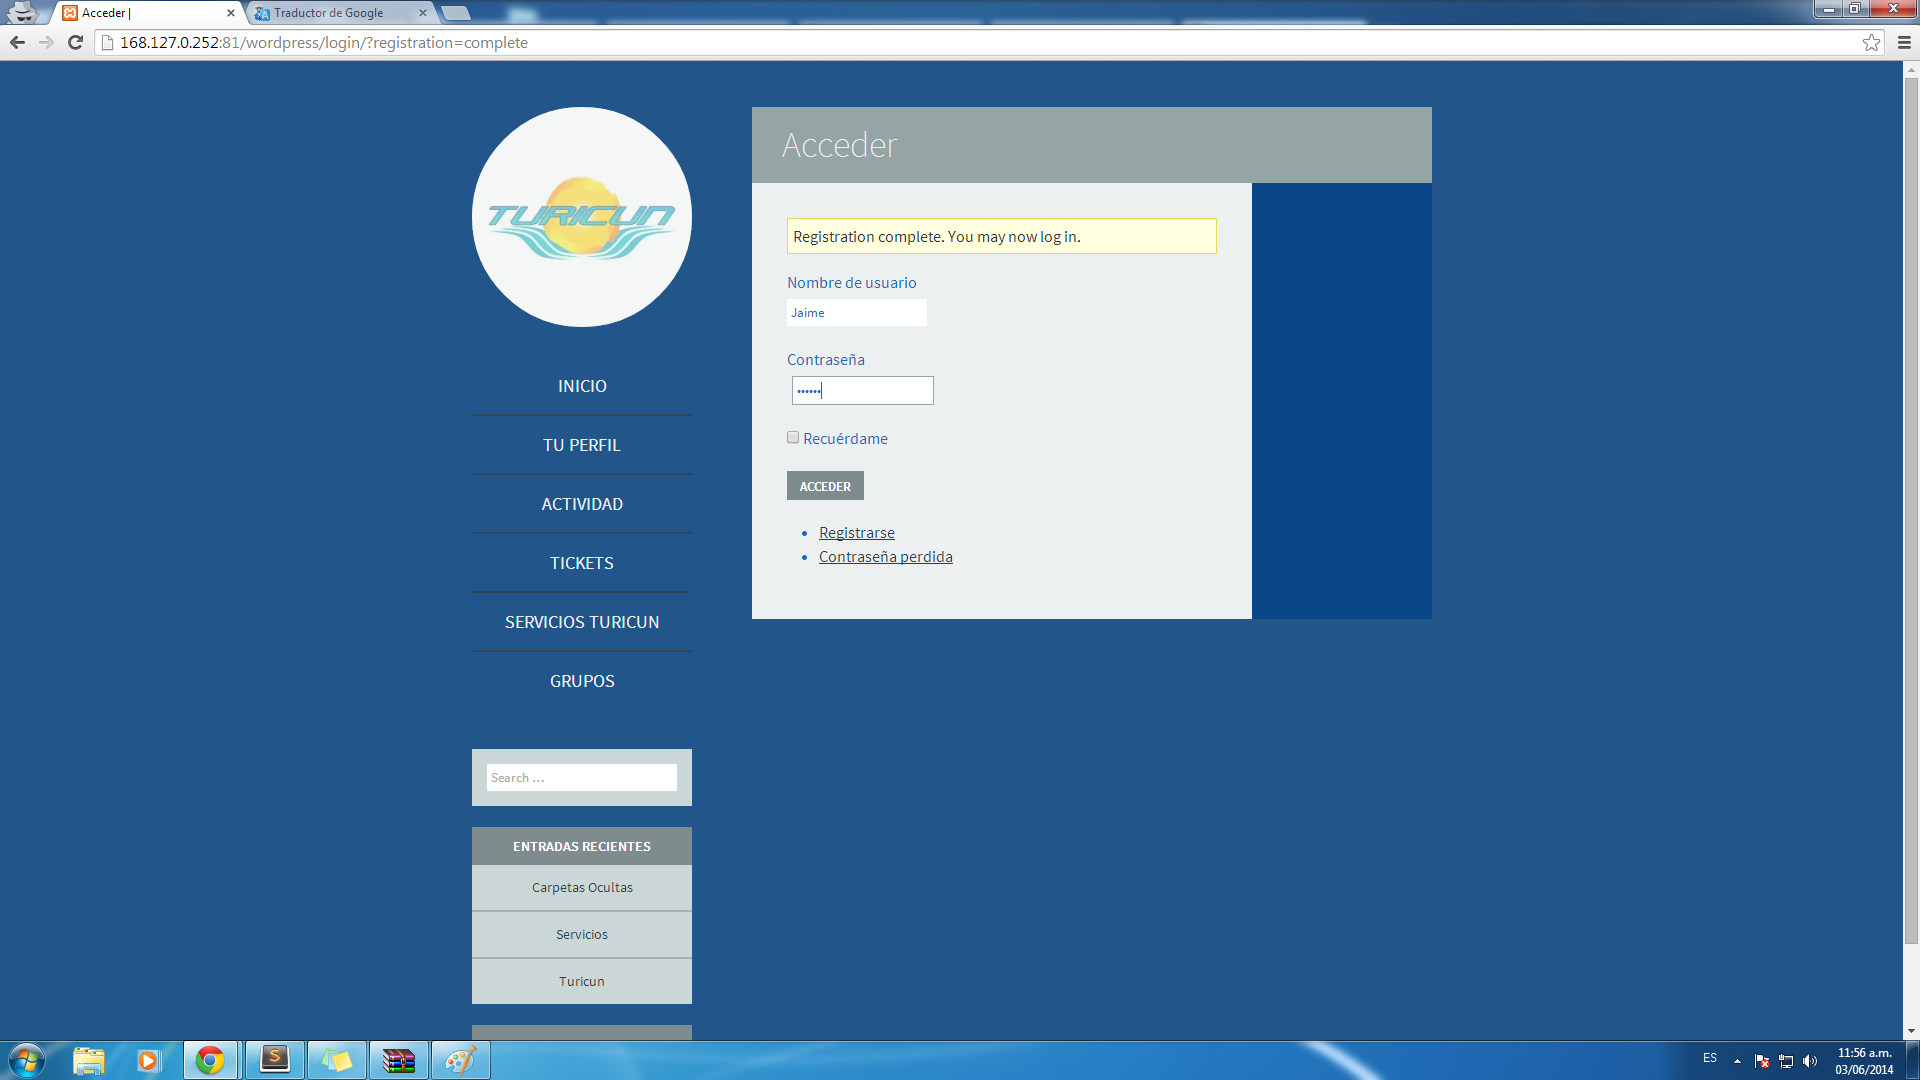 Acceder |
Traductor de Google
168.127.0.252:81/wordpress/login/?registration=complete
TURICUN
INICIO
TU PERFIL
ACTIVIDAD
TICKETS
SERVICIOS TURICUN
GRUPOS
Search ...
ENTRADAS RECIENTES
Carpetas Ocultas
Servicios
Turicun
Acceder
Registration complete. You may now log in.
Nombre de usuario
Jaime
Contraseña
••••••
Recuérdame
ACCEDER
• Registrarse
• Contraseña perdida
ES
11:56 a.m.
03/06/2014